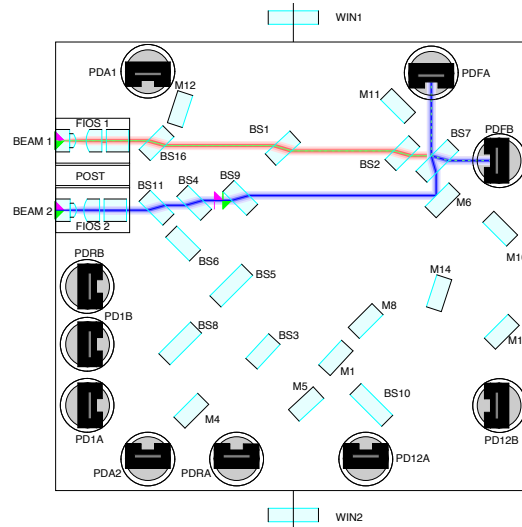 WIN1
PDA1
M12
PDFA
M11
FIOS 1
BEAM 1
BS16
BS1
BS2
BS7
PDFB
POST
BS11
BS4
BS9
BEAM 2
FIOS 2
M6
BS6
PDRB
BS5
M14
PD1B
M8
BS8
BS3
M1
M5
BS10
PD1A
M4
PD12B
PDA2
PDRA
PD12A
WIN2